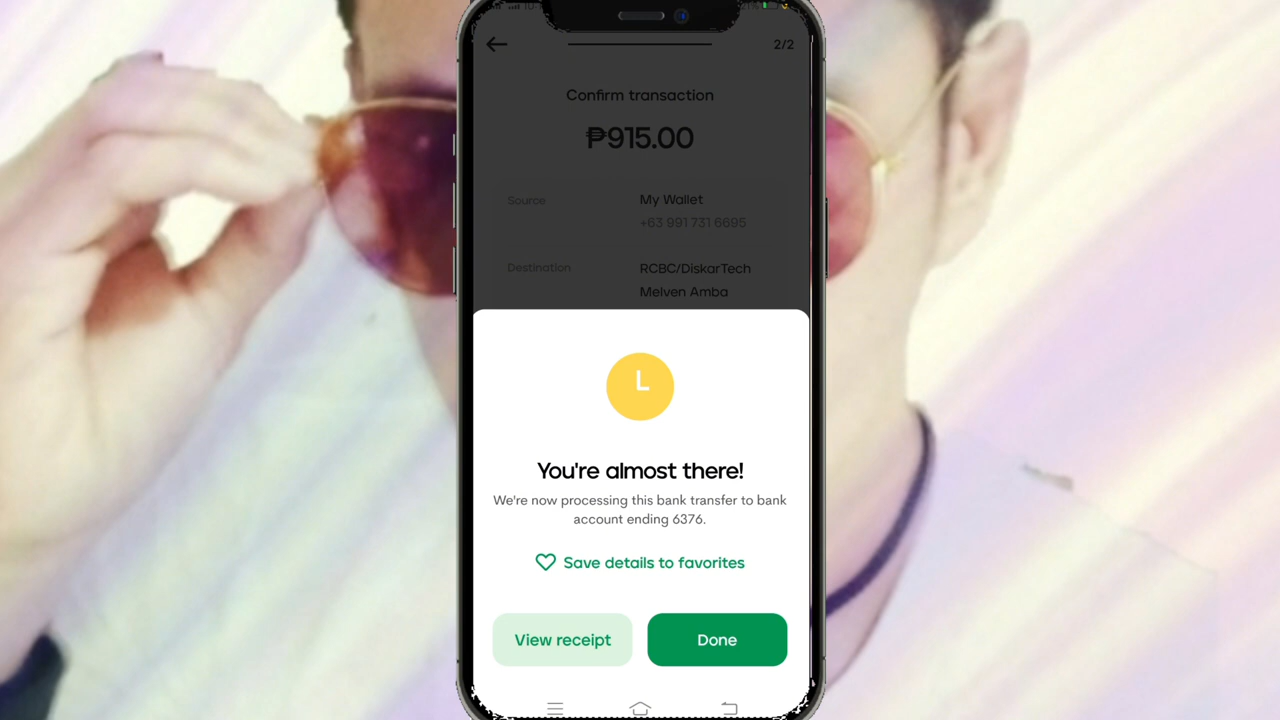 2/2
Confirm transaction
₱915.00
Source
My Wallet
+63 991 731 6695
Destination
RCBC/DiskarTech
Melven Amba
You're almost there!
We're now processing this bank transfer to bank
account ending 6376.
Save details to favorites
View receipt
Done